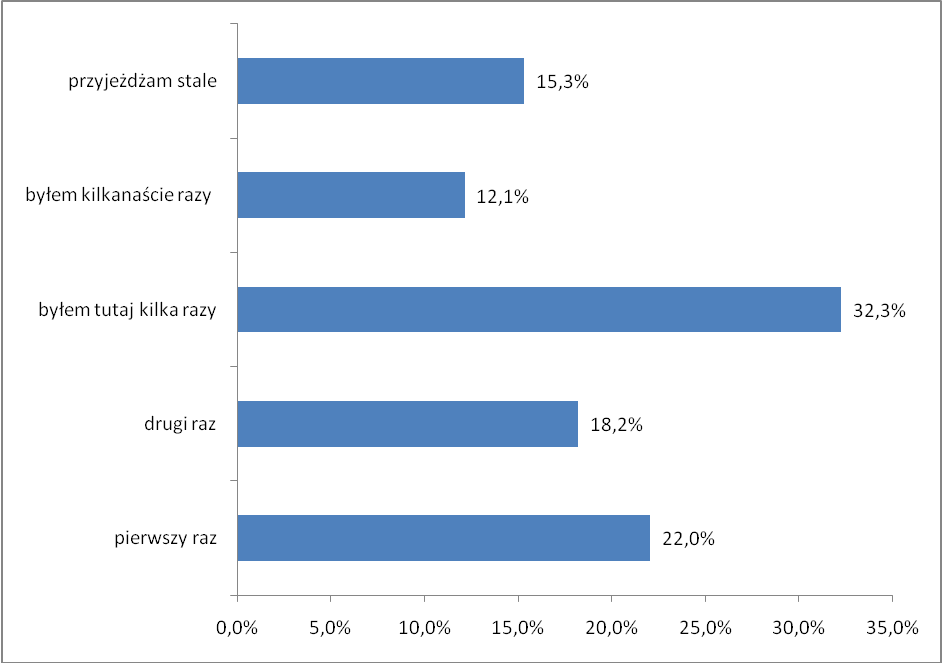 przyjeżdżam stale
15,3%
byłem kilkanaście razy
12,1%
byłem tutaj kilka razy
32,3%
drugi raz
18,2%
pierwszy raz
22,0%
0,0% 5,0% 10,0% 15,0% 20,0% 25,0% 30,0% 35,0%